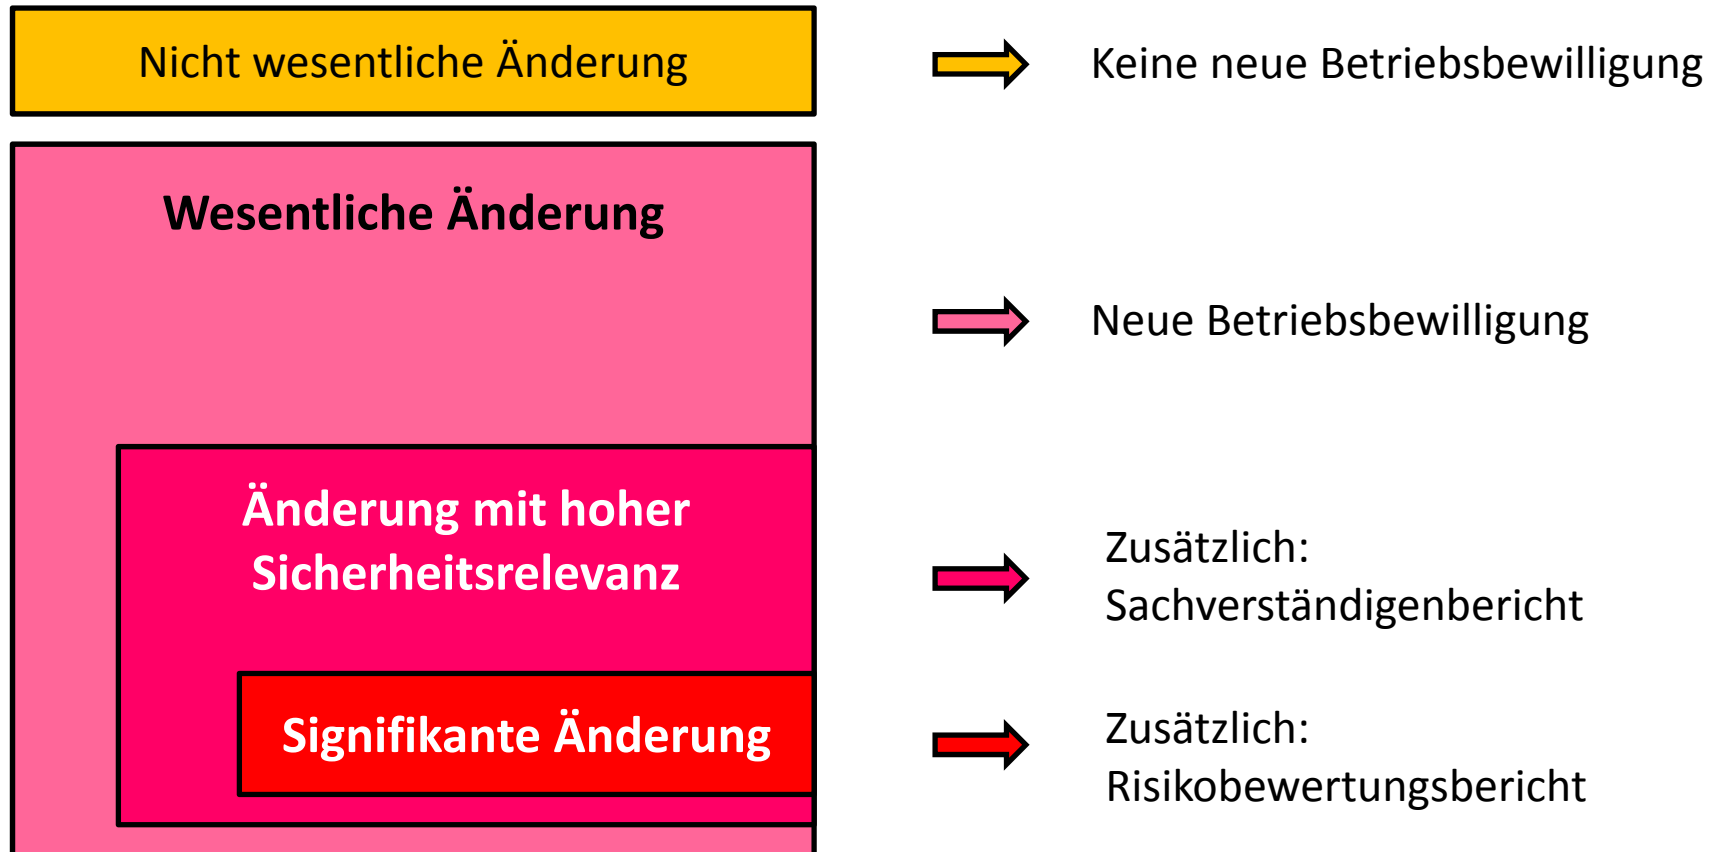 Nicht wesentliche Änderung
Keine neue Betriebsbewilligung
Wesentliche Änderung
Neue Betriebsbewilligung
Änderung mit hoher
Sicherheitsrelevanz
Zusätzlich:
Sachverständigenbericht
Signifikante Änderung
Zusätzlich:
Risikobewertungsbericht